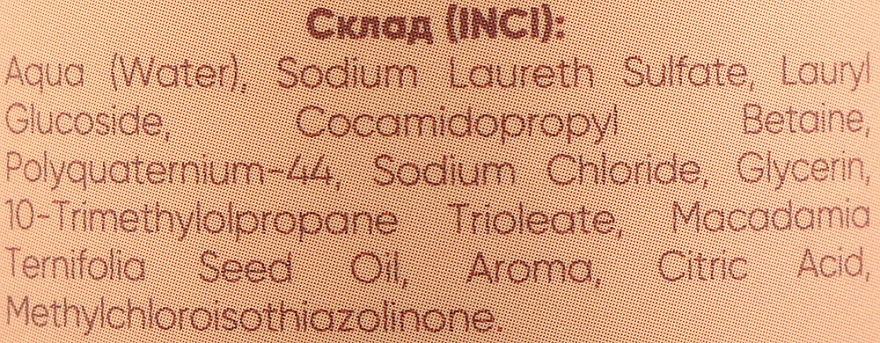 Склад (INCI):
Aqua (Water), Sodium Laureth Sulfate, Lauryl
Glucoside, Cocamidopropyl Betaine,
Polyquaternium-44, Sodium Chloride, Glycerin,
10-Trimethylolpropane Trioleate, Macadamia
Ternifolia Seed Oil, Aroma, Citric Acid,
Methylchloroisothiazolinone.